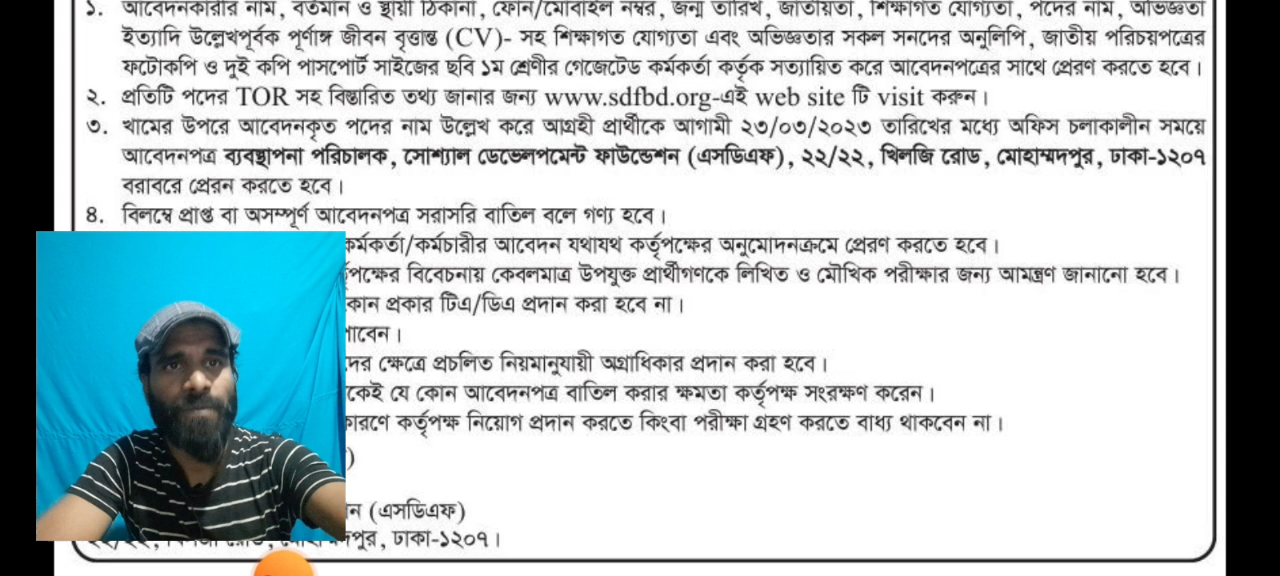 ১. আবেদনকারীর নাম, বর্তমান ও স্থায়ী ঠিকানা, ফোন/মোবাইল নম্বর, জন্ম তারিখ, জাতীয়তা, শিক্ষাগত যোগ্যতা, পদের নাম, অভিজ্ঞতা
ইত্যাদি উল্লেখপূর্বক পূর্ণাঙ্গ জীবন বৃত্তান্ত (CV)- সহ শিক্ষাগত যোগ্যতা এবং অভিজ্ঞতার সকল সনদের অনুলিপি, জাতীয় পরিচয়পত্রের
ফটোকপি ও দুই কপি পাসপোর্ট সাইজের ছবি ১ম শ্রেণীর গেজেটেড কর্মকর্তা কর্তৃক সত্যায়িত করে আবেদনপত্রের সাথে প্রেরণ করতে হবে।
২. প্রতিটি পদের TOR সহ বিস্তারিত তথ্য জানার জন্য www.sdfbd.org-এই web site টি visit করুন।
৩. খামের উপরে আবেদনকৃত পদের নাম উল্লেখ করে আগ্রহী প্রার্থীকে আগামী ২৩/০৩/২০২৩ তারিখের মধ্যে অফিস চলাকালীন সময়ে
আবেদনপত্র ব্যবস্থাপনা পরিচালক, সোশ্যাল ডেভেলপমেন্ট ফাউন্ডেশন (এসডিএফ), ২২/২২, খিলজি রোড, মোহাম্মদপুর, ঢাকা-১২০৭
বরাবরে প্রেরন করতে হবে।
৪. বিলম্বে প্রাপ্ত বা অসম্পূর্ণ আবেদনপত্র সরাসরি বাতিল বলে গণ্য হবে।
কর্মকর্তা/কর্মচারীর আবেদন যথাযথ কর্তৃপক্ষের অনুমোদনক্রমে প্রেরণ করতে হবে।
বিবেচনায় কেবলমাত্র উপযুক্ত প্রার্থীগণকে লিখিত ও মৌখিক পরীক্ষার জন্য আমন্ত্রণ জানানো হবে।
কোন প্রকার টিএ/ডিএ প্রদান করা হবে না।
পাবেন।
ক্ষেত্রে প্রচলিত নিয়মানুযায়ী অগ্রাধিকার প্রদান করা হবে।
যে কোন আবেদনপত্র বাতিল করার ক্ষমতা কর্তৃপক্ষ সংরক্ষণ করেন।
কারণে কর্তৃপক্ষ নিয়োগ প্রদান করতে কিংবা পরীক্ষা গ্রহণ করতে বাধ্য থাকবেন না।
(এসডিএফ)
ঢাকা-১২০৭।